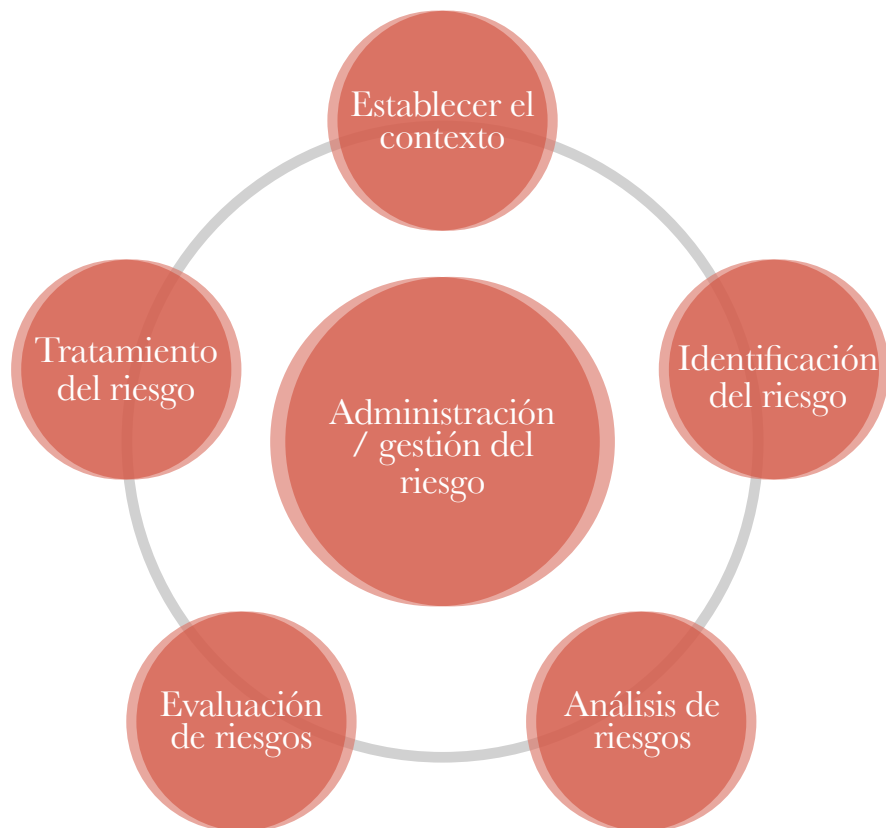 Establecer el
contexto
Identificación
del riesgo
Análisis de
riesgos
Evaluación
de riesgos
Tratamiento
del riesgo
Administración
/ gestión del
riesgo